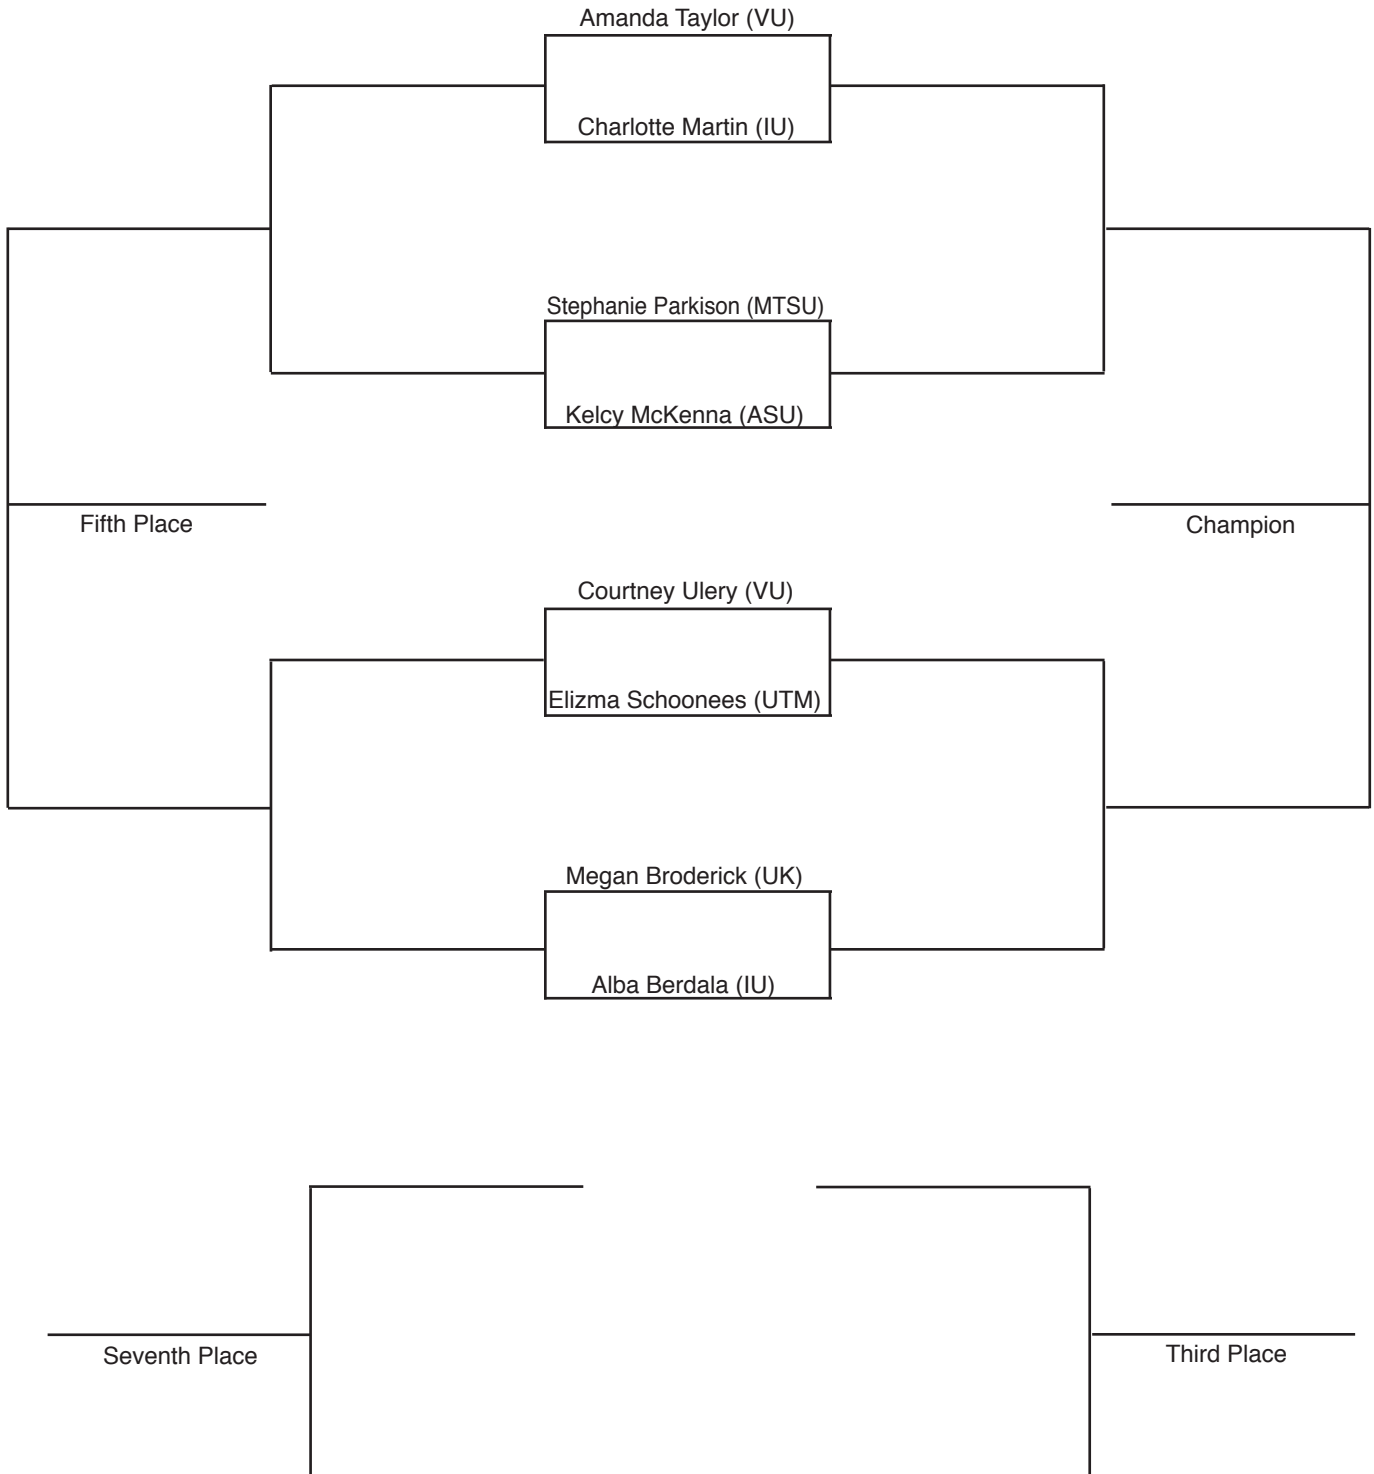 Amanda Taylor (VU)
Charlotte Martin (IU)
Stephanie Parkison (MTSU)
Kelcy McKenna (ASU)
Fifth Place
Champion
Courtney Ulery (VU)
Elizma Schoonees (UTM)
Megan Broderick (UK)
Alba Berdala (IU)
Seventh Place
Third Place